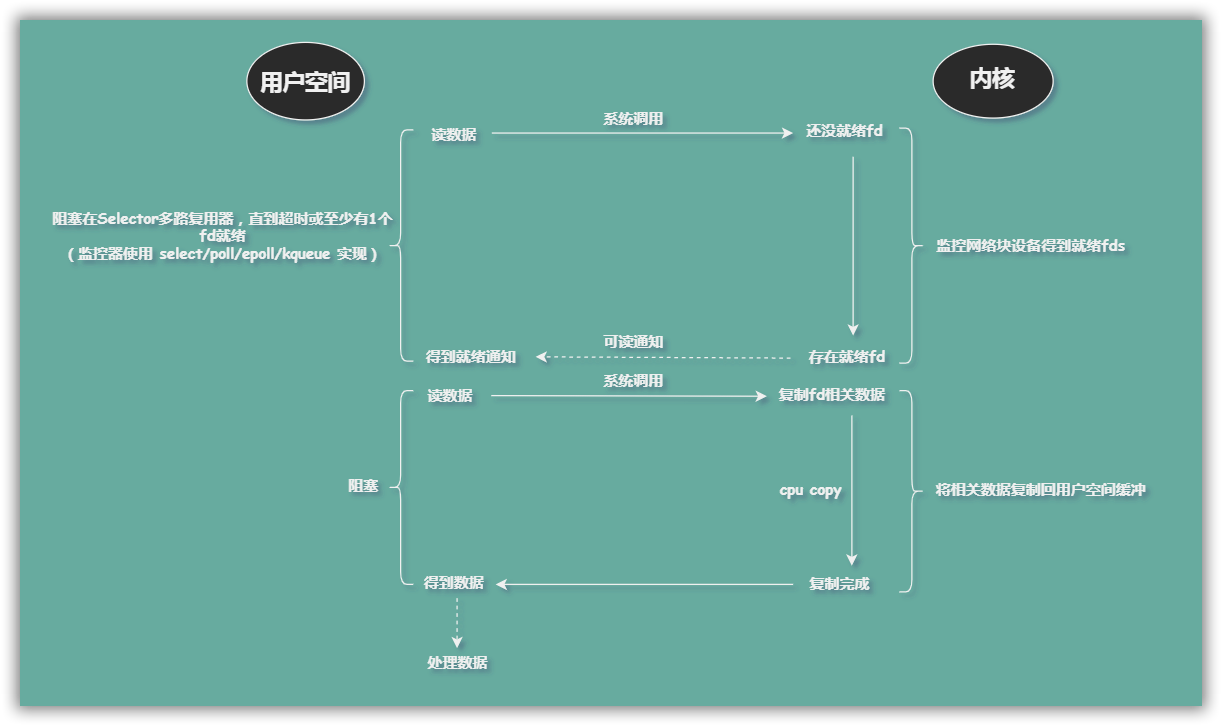 用户空间
内核
读数据
系统调用
还没就绪fd
阻塞在Selector多路复用器，直到超时或至少有1个
fd就绪
（监控器使用 select/poll/epoll/kqueue 实现）
监控网络块设备得到就绪fds
得到就绪通知
可读通知
存在就绪fd
读数据
系统调用
复制fd相关数据
阻塞
cpu copy
将相关数据复制回用户空间缓冲
得到数据
复制完成
处理数据